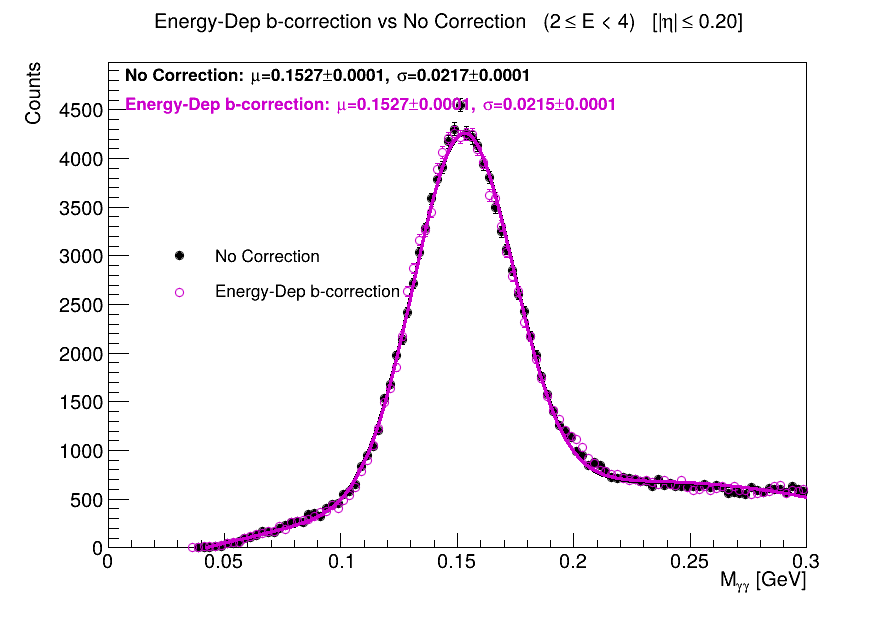 Energy-Dep b-correction vs No Correction (2 ≤ E < 4) [|η| ≤ 0.20]
Counts
No Correction: μ=0.1527±0.0001, σ=0.0217±0.0001
Energy-Dep b-correction: μ=0.1527±0.0001, σ=0.0215±0.0001
4500
4000
3500
3000
2500
2000
1500
1000
500
0
No Correction
Energy-Dep b-correction
0 0.05 0.1 0.15 0.2 0.25 0.3
Mγγ [GeV]